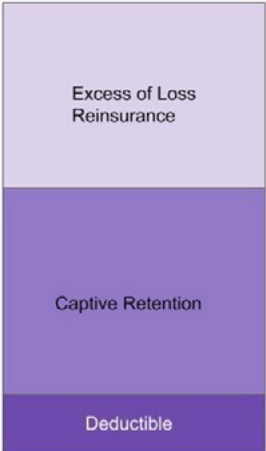 Excess of Loss
Reinsurance
Captive Retention
Deductible